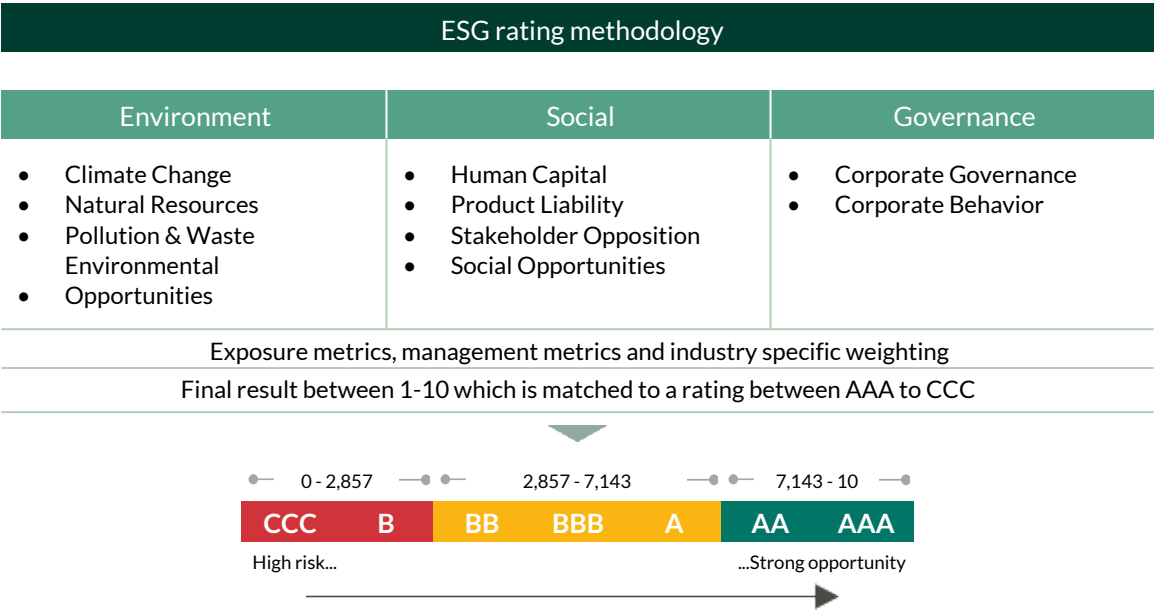 ESG rating methodology
Environment
Social
Governance
• Climate Change
• Natural Resources
• Pollution & Waste
Environmental
• Opportunities
• Human Capital
• Product Liability
• Stakeholder Opposition
• Social Opportunities
• Corporate Governance
• Corporate Behavior
Exposure metrics, management metrics and industry specific weighting
Final result between 1-10 which is matched to a rating between AAA to CCC
0 - 2,857
2,857 - 7,143
7,143 - 10
CCC B BB BBB A AA AAA
High risk...
...Strong opportunity